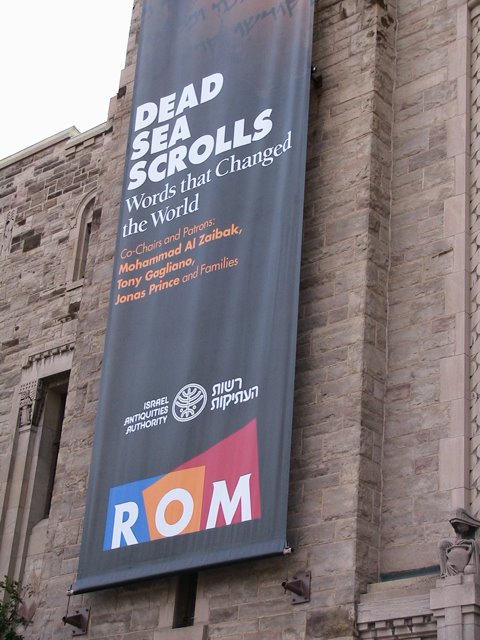 DEAD
SEA
SCROLLS
Words that Changed
the World
Co-Chairs and Patrons:
Mohammad Al Zaibak,
Tony Gagliano,
Jonas Prince and Families
ISRAEL
ANTIQUITIES
AUTHORITY
רשות
העתיקות
ROM